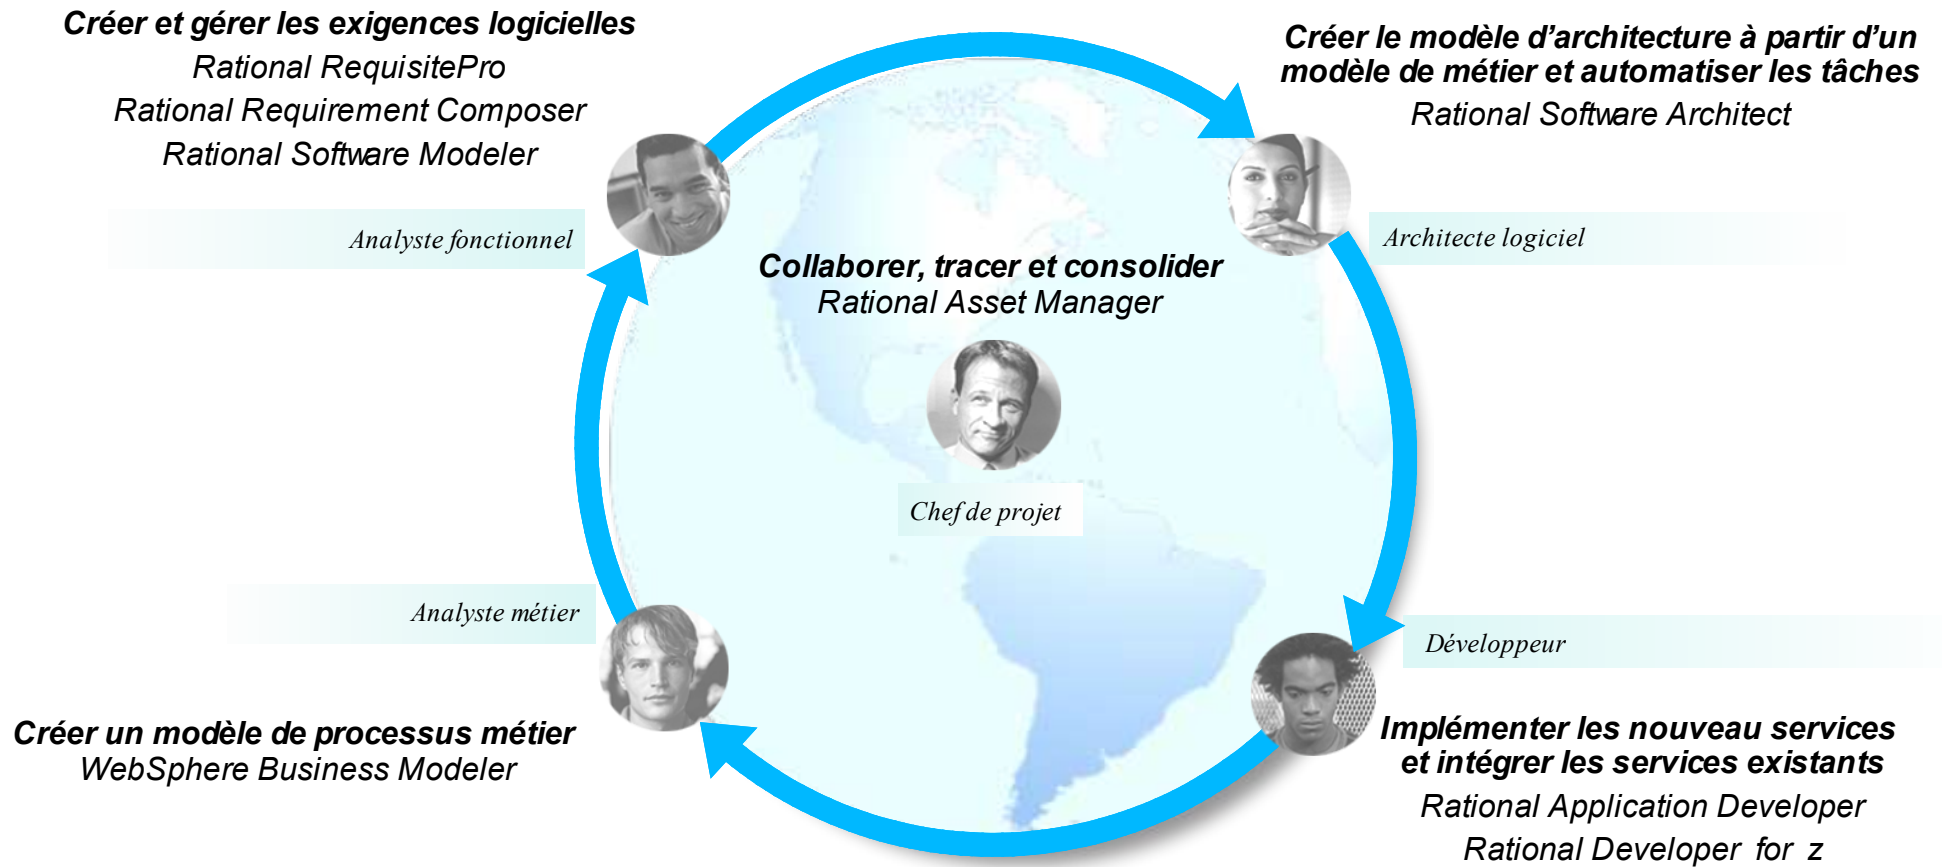 Créer et gérer les exigences logicielles
Rational RequisitePro
Rational Requirement Composer
Rational Software Modeler
Analyste fonctionnel
Créer le modèle d’architecture à partir d’un
modèle de métier et automatiser les tâches
Rational Software Architect
Architecte logiciel
Collaborer, tracer et consolider
Rational Asset Manager
Chef de projet
Analyste métier
Créer un modèle de processus métier
WebSphere Business Modeler
Développeur
Implémenter les nouveau services
et intégrer les services existants
Rational Application Developer
Rational Developer for z